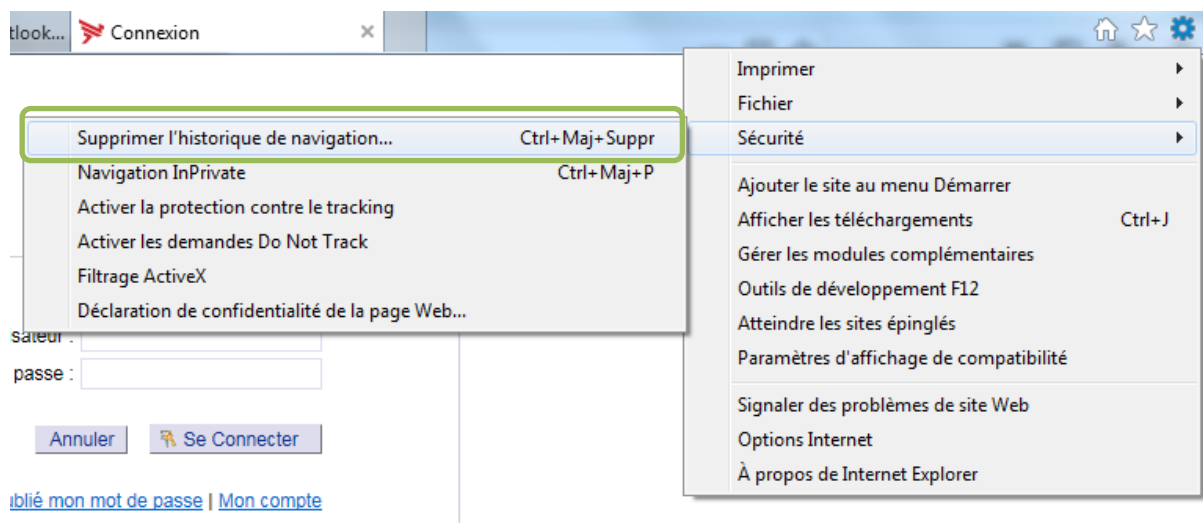 tlook... Connexion
Imprimer
Fichier
Sécurité
Ajouter le site au menu Démarrer
Afficher les téléchargements Ctrl+J
Gérer les modules complémentaires
Outils de développement F12
Atteindre les sites épinglés
Paramètres d'affichage de compatibilité
Signaler des problèmes de site Web
Options Internet
À propos de Internet Explorer
Supprimer l'historique de navigation... Ctrl+Maj+Suppr
Navigation InPrivate Ctrl+Maj+P
Activer la protection contre le tracking
Activer les demandes Do Not Track
Filtrage ActiveX
Déclaration de confidentialité de la page Web...
sateur :
passe :
Annuler Se Connecter
ublié mon mot de passe | Mon compte